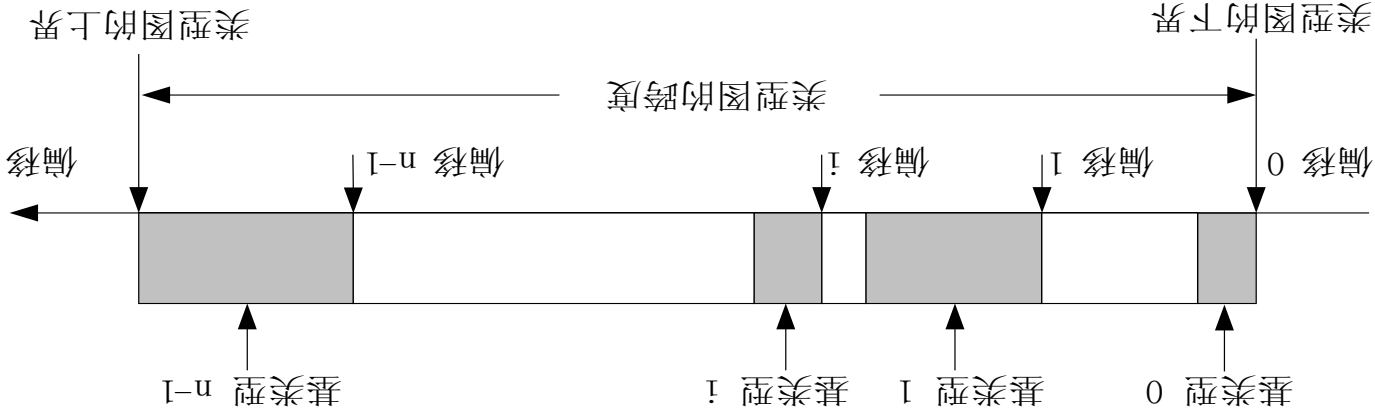 基类型 0
基类型 1
基类型 i
基类型 n-1
偏移 0
偏移 1
偏移 i
偏移 n-1
偏移
类型图的跨度
类型图的下界
类型图的上界